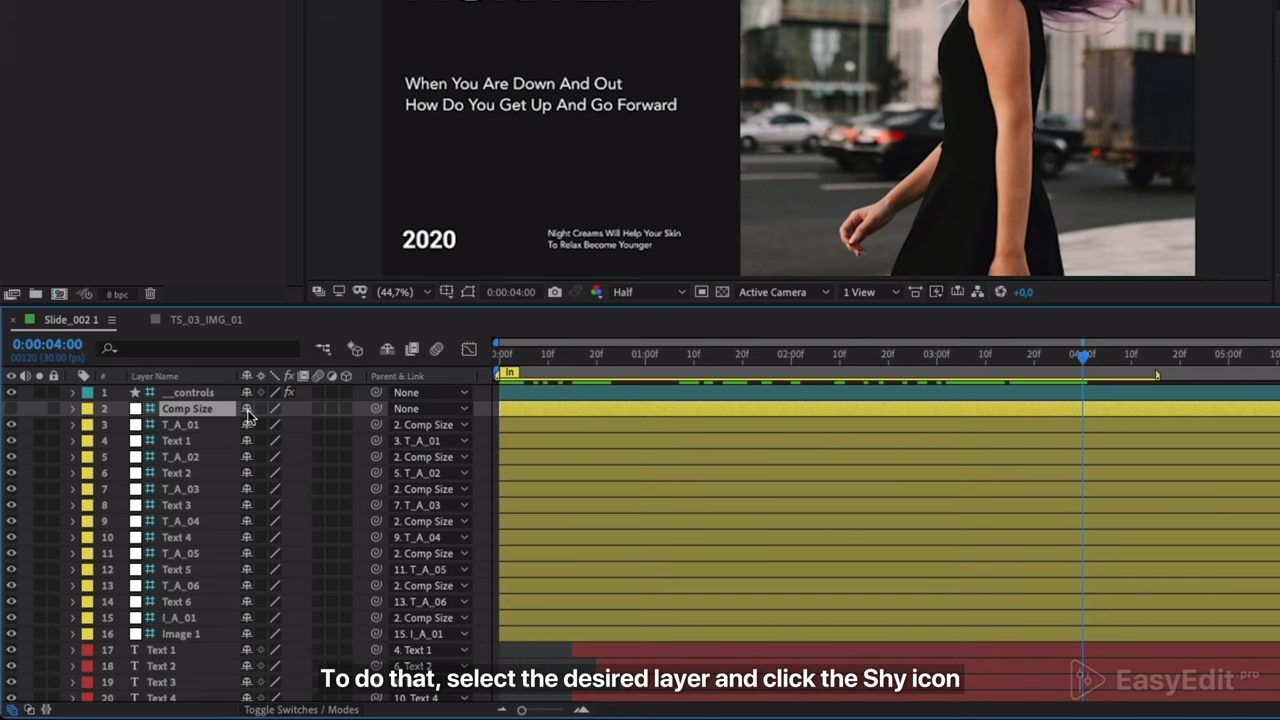 When You Are Down And Out
How Do You Get Up And Go Forward
2020
Night Creams Will Help Your Skin
To Relax Become Younger
8 bpc
(44,7%)
0:00:04:00
Half
Active Camera
1 View
+0,0
Slide_002 1
TS_03_IMG_01
0:00:04:00
00120 (30.00 fps)
:00f 10f 20f 01:00f 10f 20f 02:00f 10f 20f 03:00f 10f 20f 04:00f 10f 20f 05:00f
# Layer Name Parent & Link
In
1 __controls fx None
2 Comp Size None
3 T_A_01 2. Comp Size
4 Text 1 3. T_A_01
5 T_A_02 2. Comp Size
6 Text 2 5. T_A_02
7 T_A_03 2. Comp Size
8 Text 3 7. T_A_03
9 T_A_04 2. Comp Size
10 Text 4 9. T_A_04
11 T_A_05 2. Comp Size
12 Text 5 11. T_A_05
13 T_A_06 2. Comp Size
14 Text 6 13. T_A_06
15 I_A_01 2. Comp Size
16 Image 1 15. I_A_01
17 T Text 1 4. Text 1
18 T Text 2 6. Text 2
19 T Text 3
20 T Text 4 10. Text 4
To do that, select the desired layer and click the Shy icon
EasyEdit pro
Toggle Switches / Modes